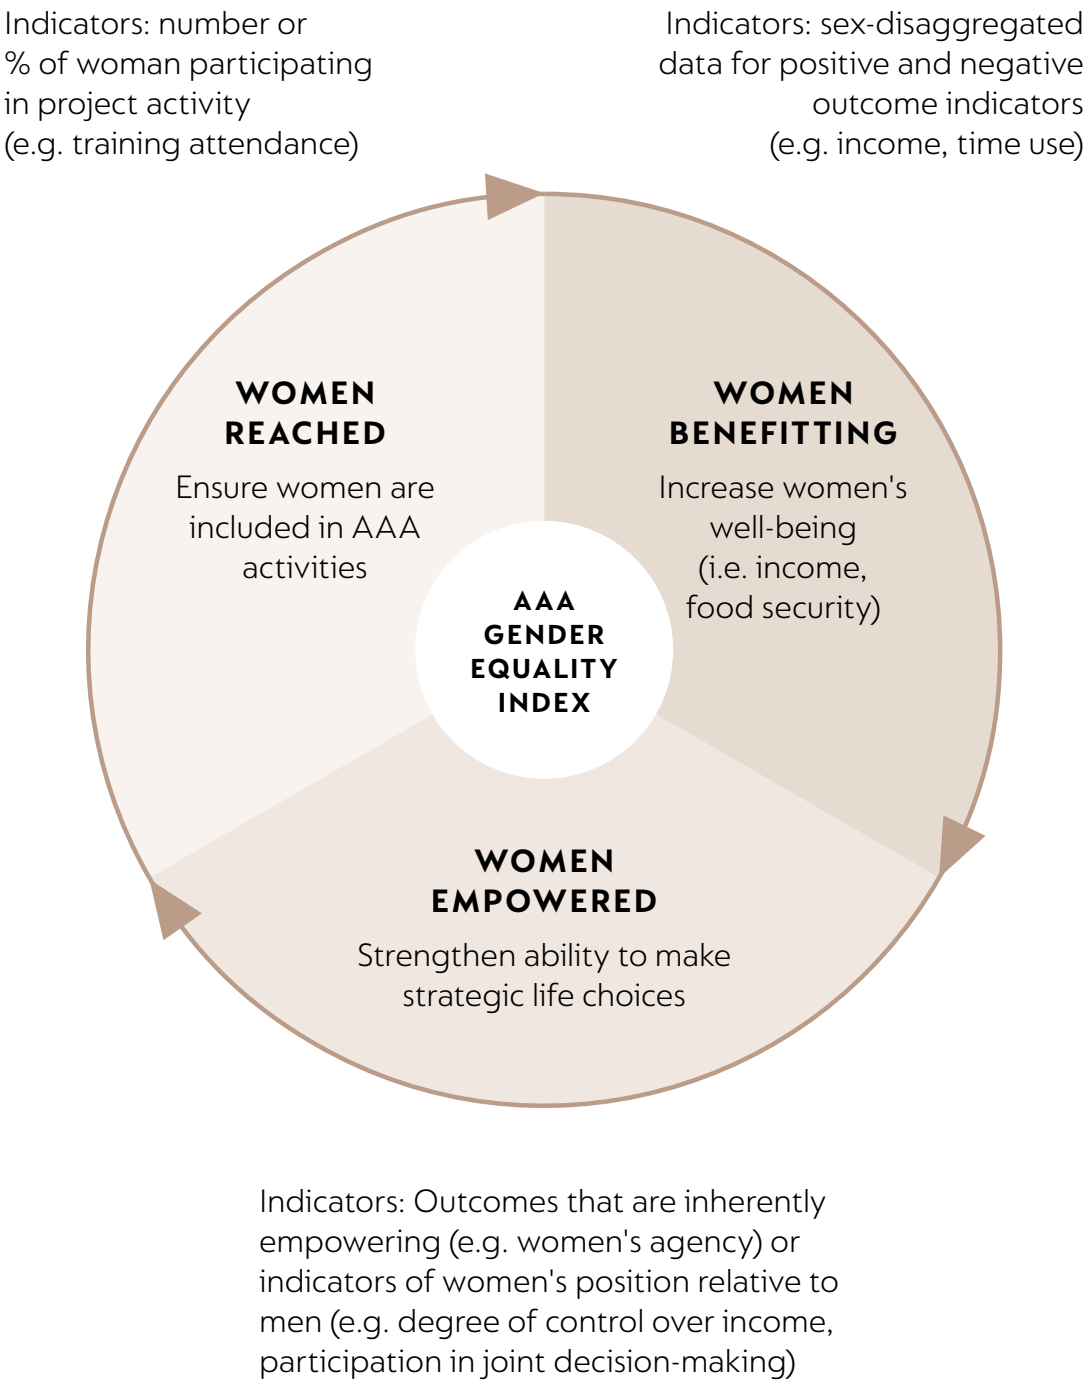 Indicators: number or
% of woman participating
in project activity
(e.g. training attendance)
Indicators: sex-disaggregated
data for positive and negative
outcome indicators
(e.g. income, time use)
WOMEN
REACHED
Ensure women are
included in AAA
activities
WOMEN
BENEFITTING
Increase women's
well-being
(i.e. income,
food security)
AAA
GENDER
EQUALITY
INDEX
WOMEN
EMPOWERED
Strengthen ability to make
strategic life choices
Indicators: Outcomes that are inherently
empowering (e.g. women's agency) or
indicators of women's position relative to
men (e.g. degree of control over income,
participation in joint decision-making)